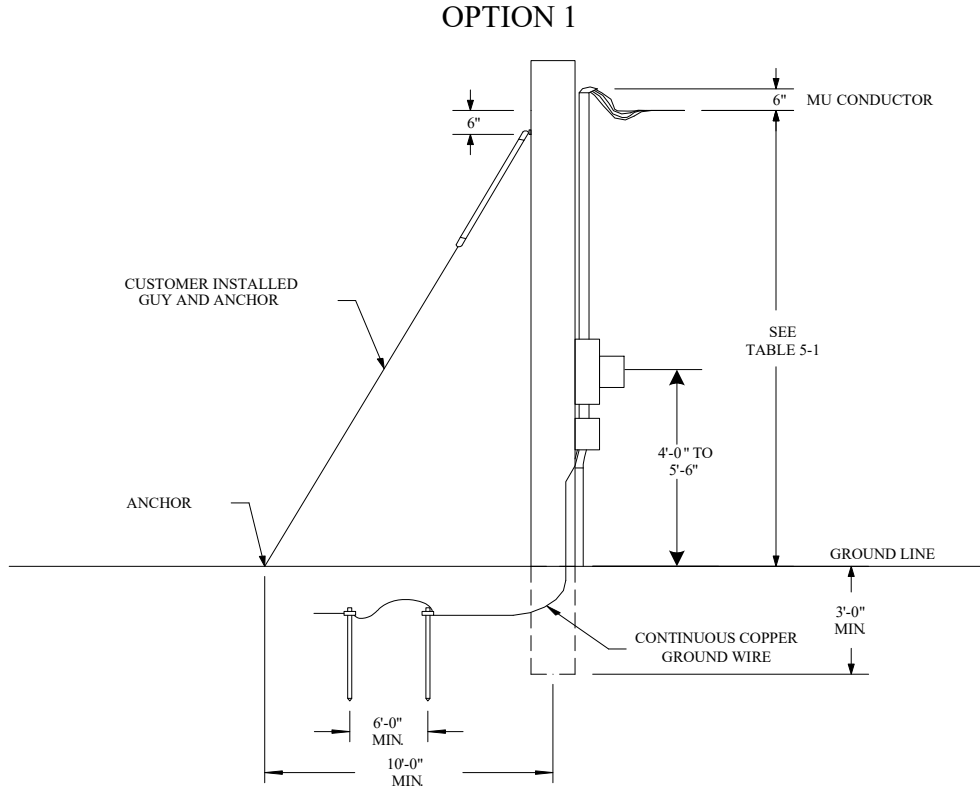 OPTION 1
6"
6"
MU CONDUCTOR
CUSTOMER INSTALLED
GUY AND ANCHOR
SEE
TABLE 5-1
4'-0" TO
5'-6"
ANCHOR
GROUND LINE
3'-0"
MIN.
CONTINUOUS COPPER
GROUND WIRE
6'-0"
MIN.
10'-0"
MIN.